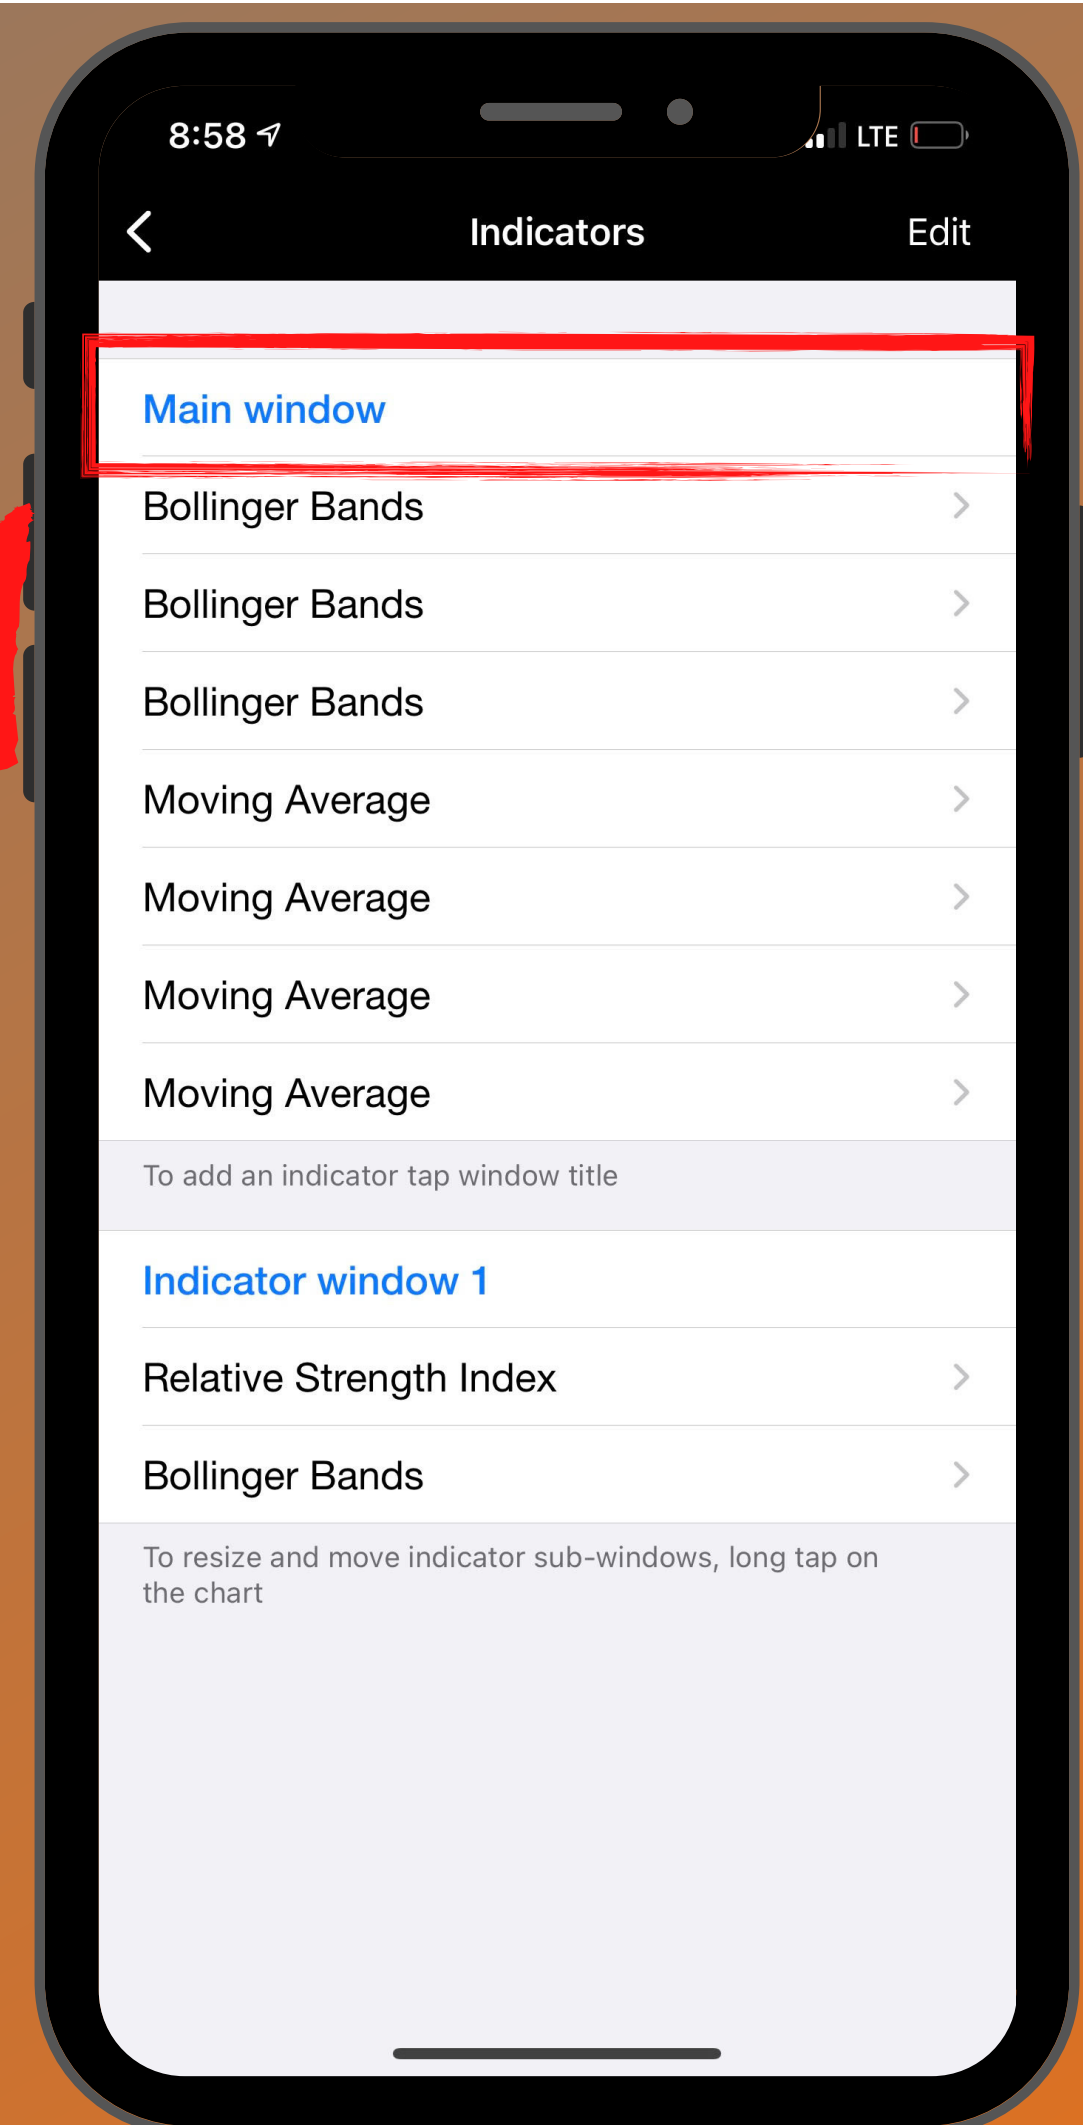 8:58
LTE
Indicators
Edit
Main window
Bollinger Bands
Bollinger Bands
Bollinger Bands
Moving Average
Moving Average
Moving Average
Moving Average
To add an indicator tap window title
Indicator window 1
Relative Strength Index
Bollinger Bands
To resize and move indicator sub-windows, long tap on
the chart